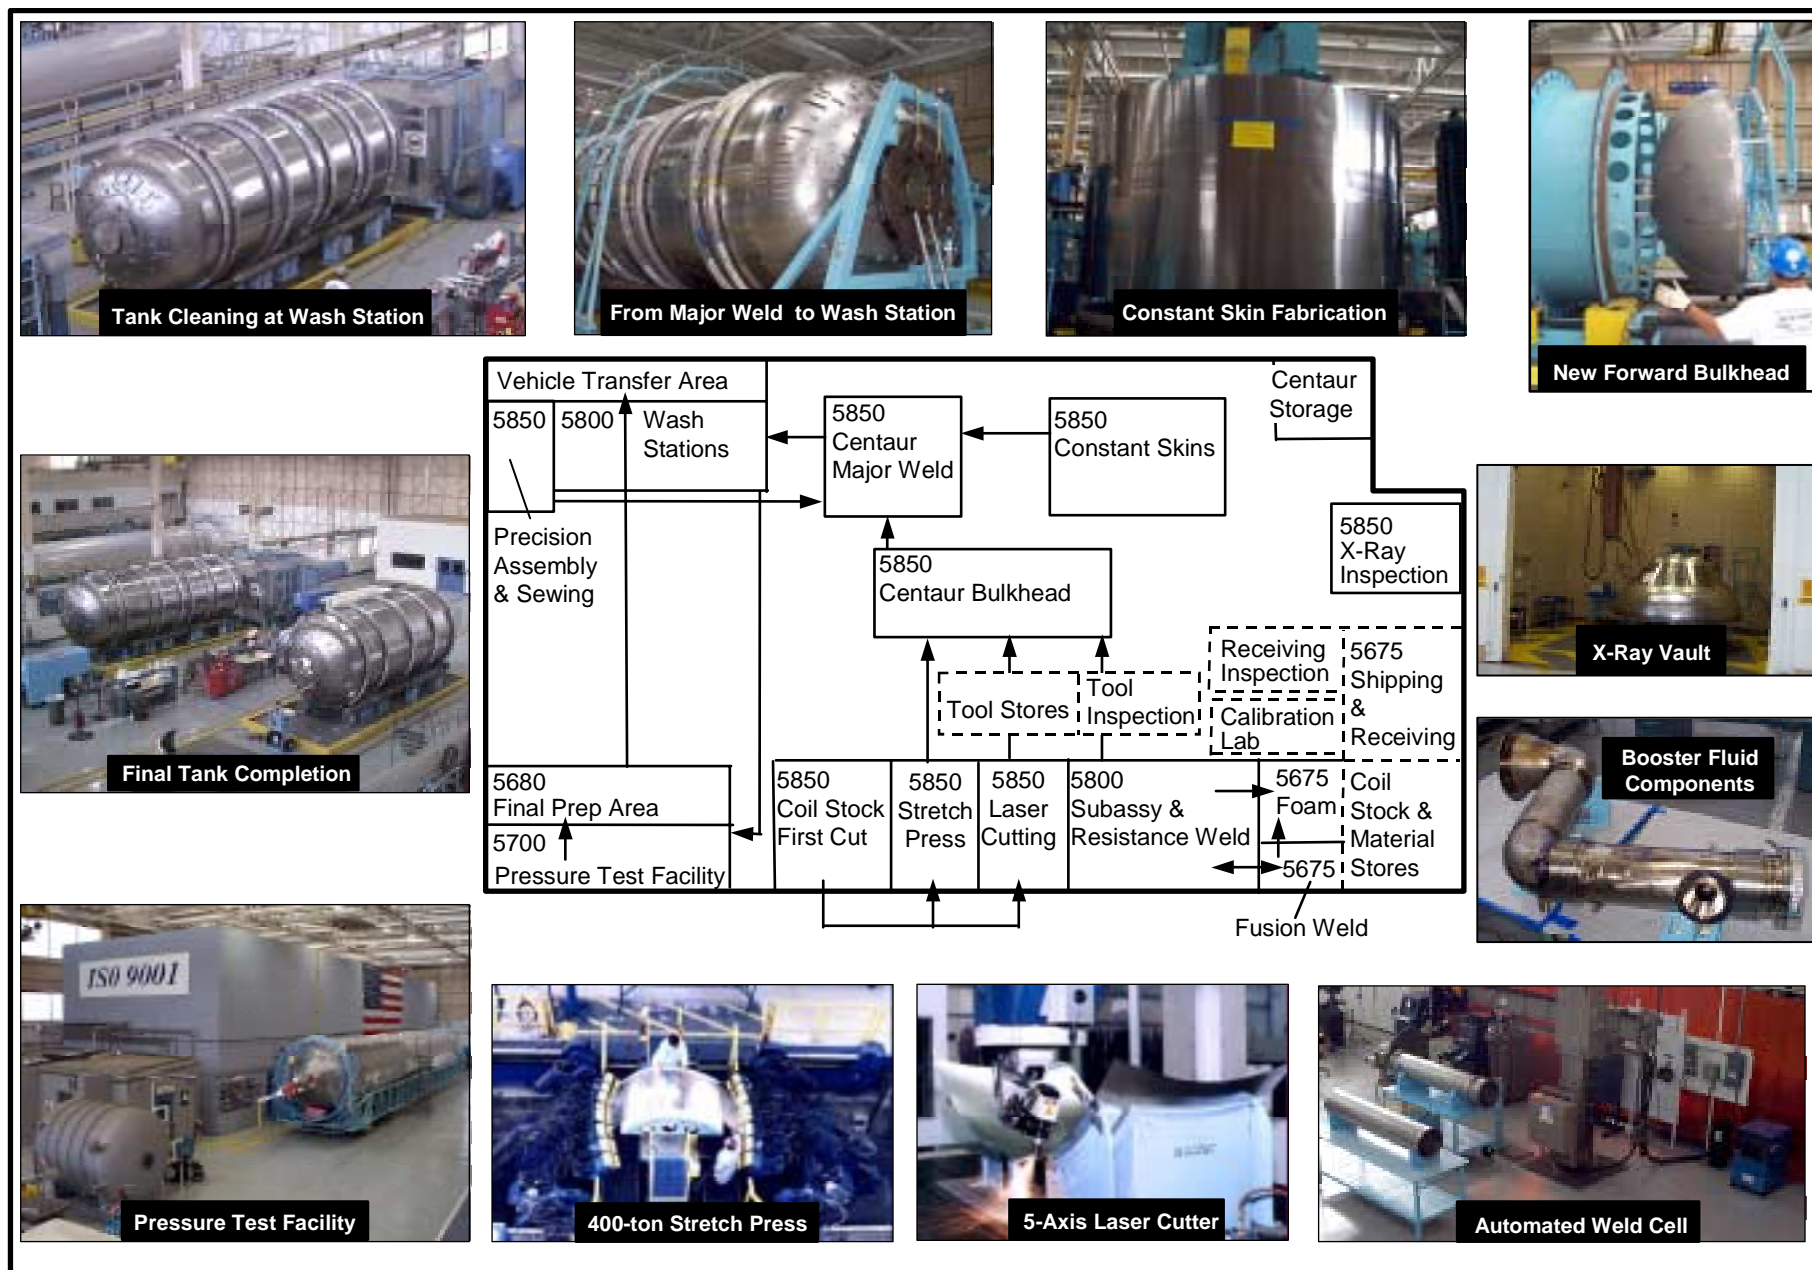 Tank Cleaning at Wash Station
From Major Weld to Wash Station
Constant Skin Fabrication
New Forward Bulkhead
Vehicle Transfer Area
5850
5800
Wash
Stations
5850
Centaur
Major Weld
5850
Constant Skins
Centaur
Storage
Precision
Assembly
& Sewing
5850
X-Ray
Inspection
5850
Centaur Bulkhead
Final Tank Completion
X-Ray Vault
Receiving
Inspection
5675
Shipping
&
Receiving
Tool Stores
Tool
Inspection
Calibration
Lab
5680
Final Prep Area
5700
Pressure Test Facility
5850
Coil Stock
First Cut
5850
Stretch
Press
5850
Laser
Cutting
5800
Subassy &
Resistance Weld
5675
Foam
5675
Fusion Weld
Coil
Stock &
Material
Stores
Booster Fluid
Components
ISO 9001
Pressure Test Facility
400-ton Stretch Press
5-Axis Laser Cutter
Automated Weld Cell